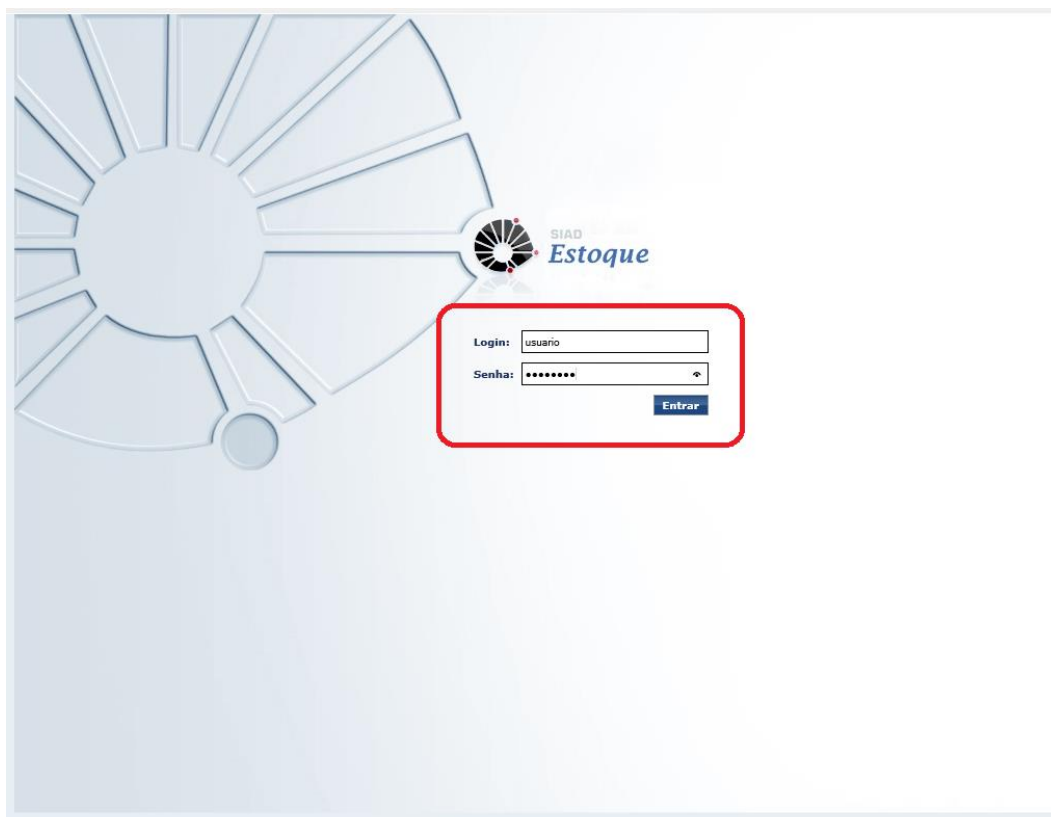 SIAD
Estoque
Login: usuario
Senha: ••••••••
Entrar